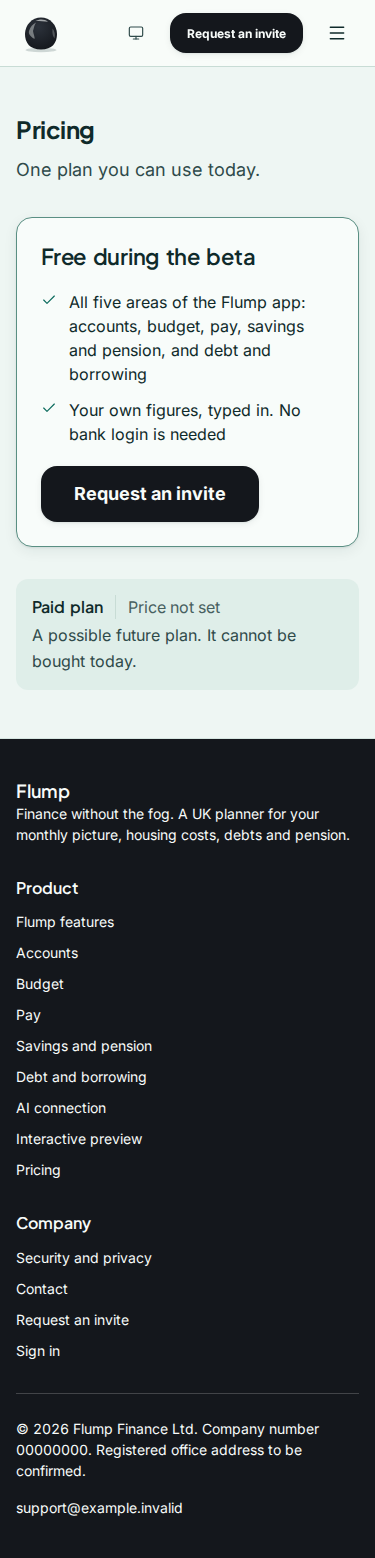 Request an invite
Pricing
One plan you can use today.
Free during the beta
All five areas of the Flump app:
accounts, budget, pay, savings
and pension, and debt and
borrowing
Your own figures, typed in. No
bank login is needed
Request an invite
Paid plan
Price not set
A possible future plan. It cannot be
bought today.
Flump
Finance without the fog. A UK planner for your
monthly picture, housing costs, debts and pension.
Product
Flump features
Accounts
Budget
Pay
Savings and pension
Debt and borrowing
AI connection
Interactive preview
Pricing
Company
Security and privacy
Contact
Request an invite
Sign in
© 2026 Flump Finance Ltd. Company number
00000000. Registered office address to be
confirmed.
support@example.invalid